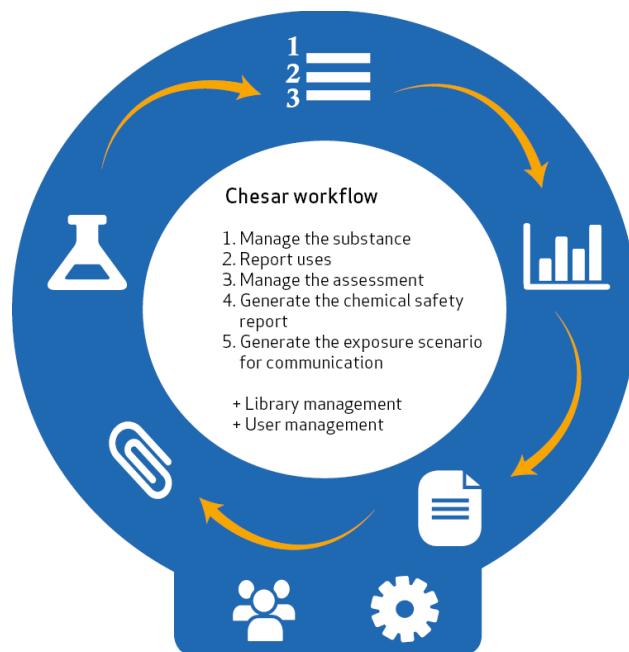 1
2
3
Chesar workflow
1. Manage the substance
2. Report uses
3. Manage the assessment
4. Generate the chemical safety
report
5. Generate the exposure scenario
for communication
+ Library management
+ User management